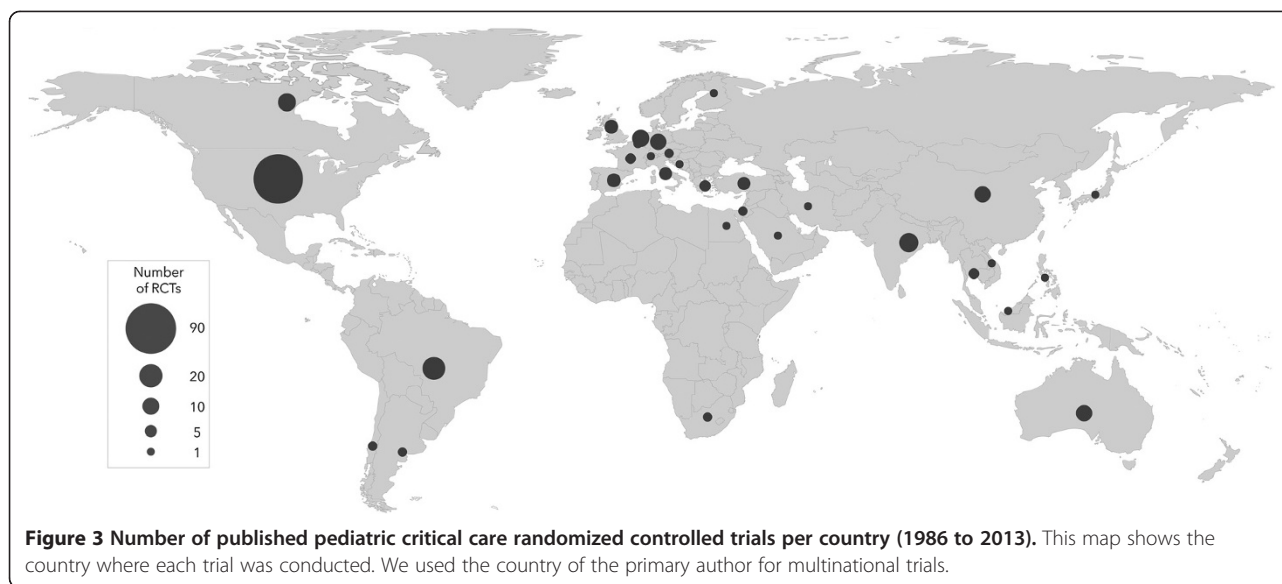 Number
of RCTs
90
20
10
5
1
Figure 3 Number of published pediatric critical care randomized controlled trials per country (1986 to 2013). This map shows the
country where each trial was conducted. We used the country of the primary author for multinational trials.